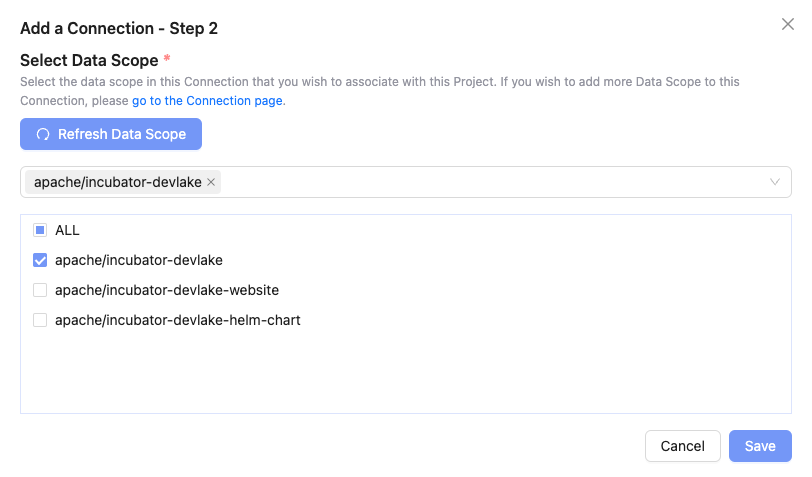 Add a Connection - Step 2
Select Data Scope *
Select the data scope in this Connection that you wish to associate with this Project. If you wish to add more Data Scope to this
Connection, please go to the Connection page.
Refresh Data Scope
apache/incubator-devlake
ALL
apache/incubator-devlake
apache/incubator-devlake-website
apache/incubator-devlake-helm-chart
Cancel
Save